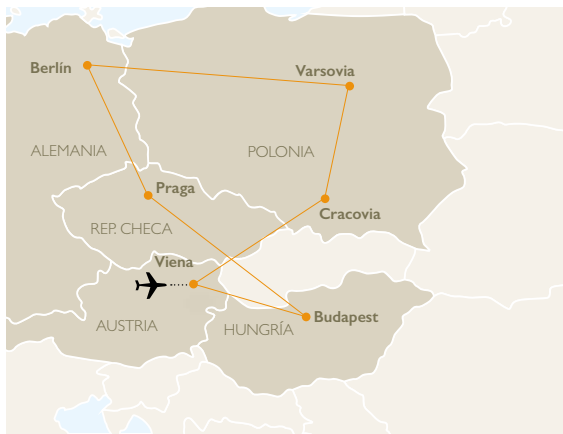 Berlín
Varsovia
ALEMANIA
POLONIA
Praga
Cracovia
REP. CHECA
Viena
Budapest
AUSTRIA
HUNGRÍA